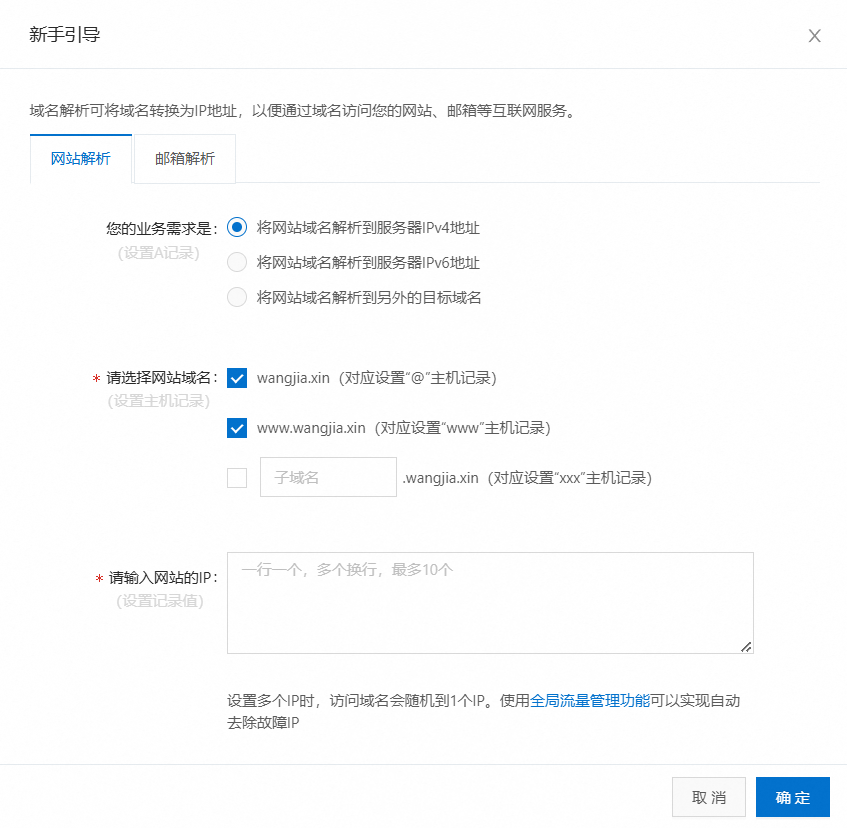 新手引导
域名解析可将域名转换为IP地址，以便通过域名访问您的网站、邮箱等互联网服务。
网站解析 邮箱解析
您的业务需求是： 将网站域名解析到服务器IPv4地址
(设置A记录)
将网站域名解析到服务器IPv6地址
将网站域名解析到另外的目标域名
* 请选择网站域名： wangjia.xin（对应设置“@”主机记录）
(设置主机记录)
www.wangjia.xin（对应设置“www”主机记录）
子域名 .wangjia.xin（对应设置“xxx”主机记录）
* 请输入网站的IP： 一行一个，多个换行，最多10个
(设置记录值)
设置多个IP时，访问域名会随机到1个IP。使用全局流量管理功能可以实现自动
去除故障IP
取消 确定